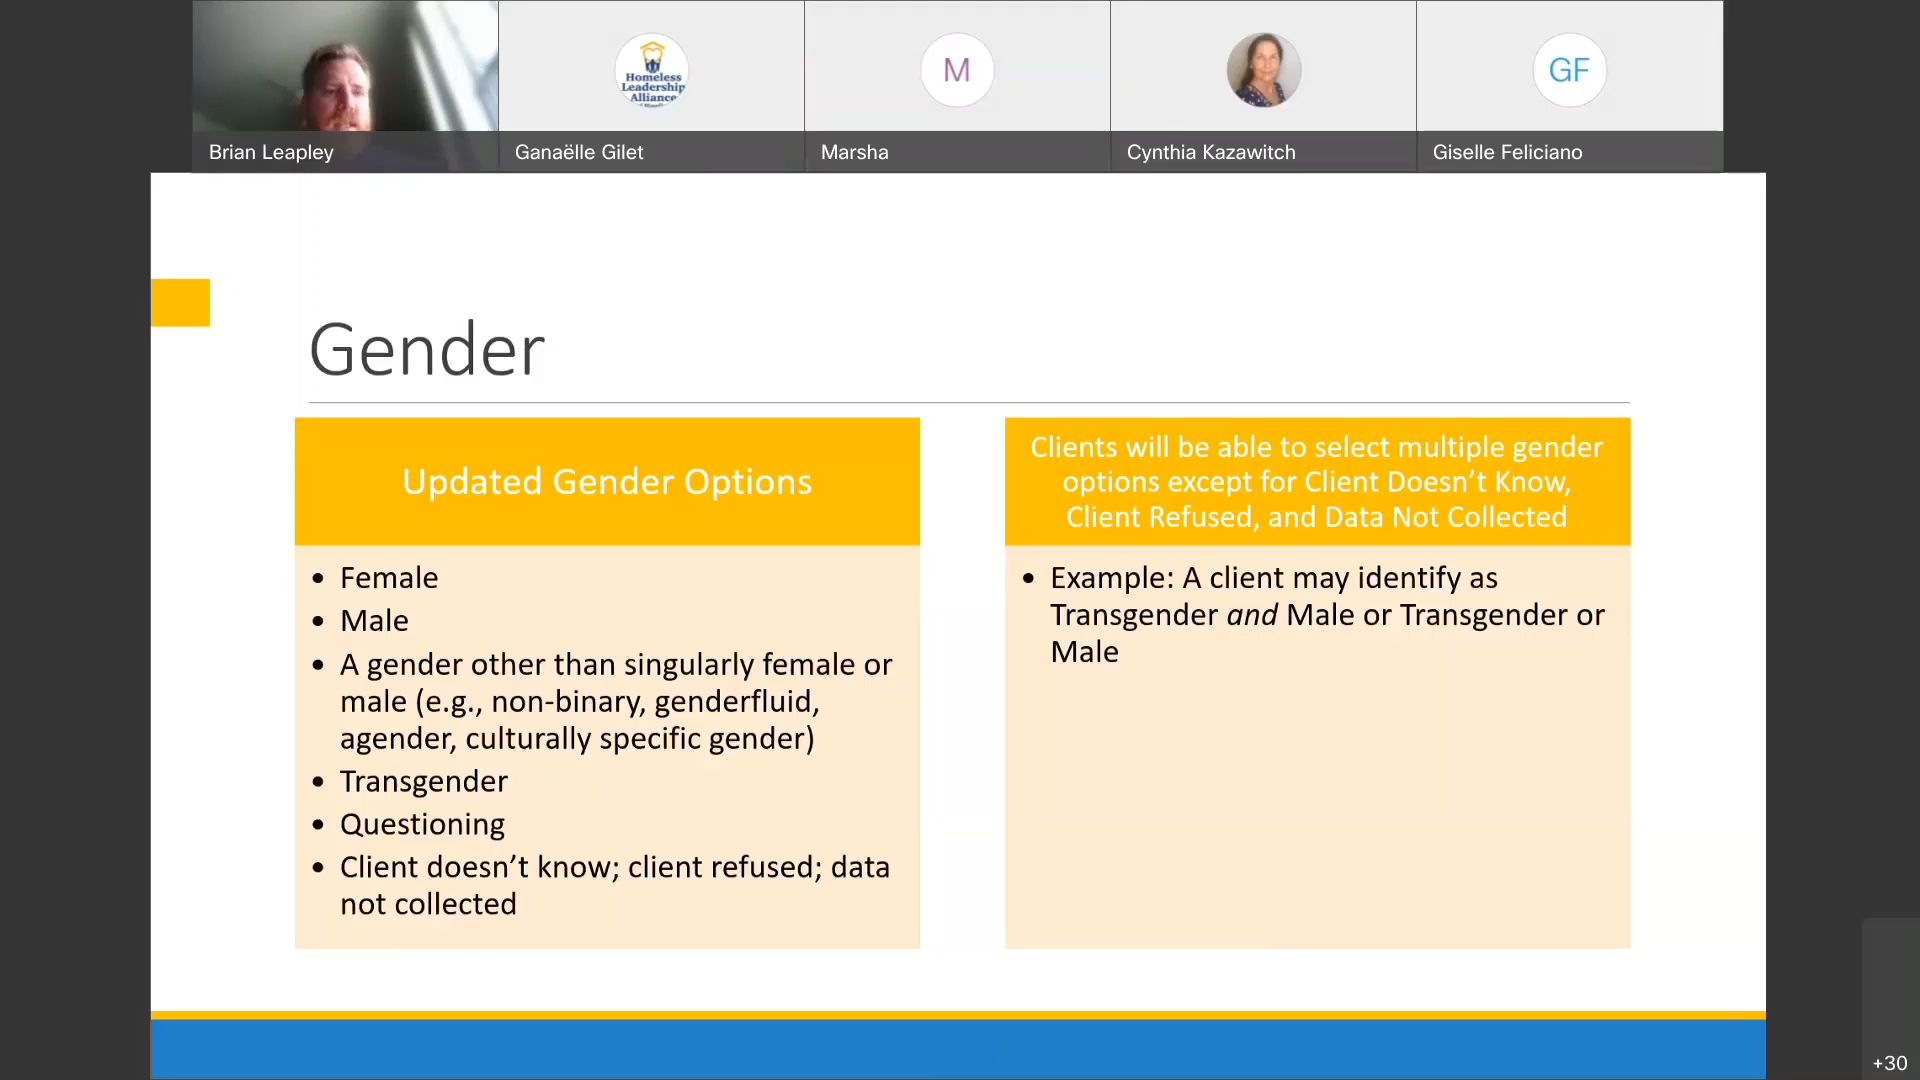 Homeless
Leadership
Alliance
M
GF
Brian Leapley
Ganaëlle Gilet
Marsha
Cynthia Kazawitch
Giselle Feliciano
Gender
Updated Gender Options
• Female
• Male
• A gender other than singularly female or
male (e.g., non-binary, genderfluid,
agender, culturally specific gender)
• Transgender
• Questioning
• Client doesn’t know; client refused; data
not collected
Clients will be able to select multiple gender
options except for Client Doesn’t Know,
Client Refused, and Data Not Collected
• Example: A client may identify as
Transgender and Male or Transgender or
Male
+30